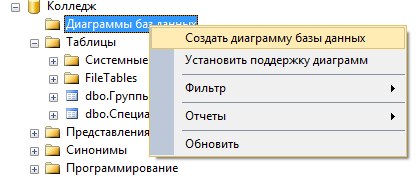 Колледж
Диаграммы баз данных
Создать диаграмму базы данных
Таблицы
Установить поддержку диаграмм
Системные
FileTables
Фильтр
dbo.Группы
dbo.Специа
Отчеты
Представления
Синонимы
Обновить
Программирование